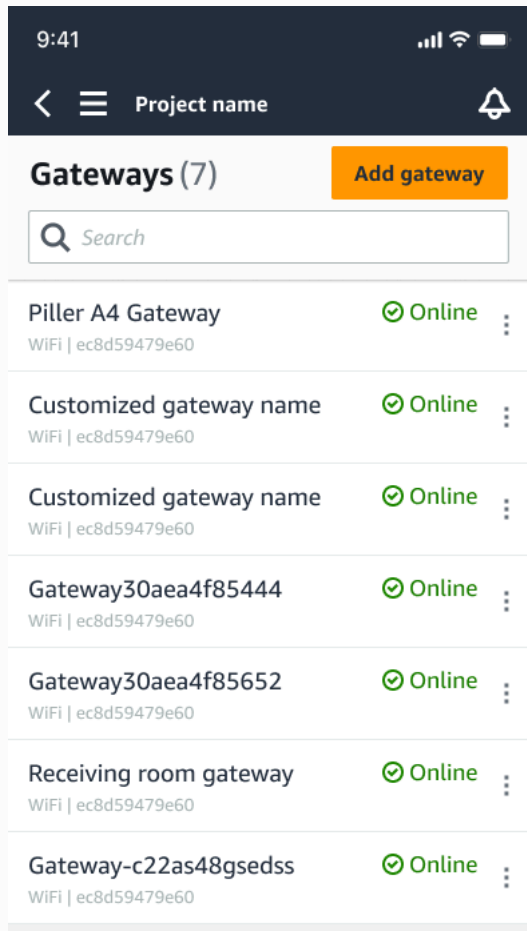 9:41
Project name
Gateways (7)
Add gateway
Search
Piller A4 Gateway
Online
WiFi | ec8d59479e60
Customized gateway name
Online
WiFi | ec8d59479e60
Customized gateway name
Online
WiFi | ec8d59479e60
Gateway30aea4f85444
Online
WiFi | ec8d59479e60
Gateway30aea4f85652
Online
WiFi | ec8d59479e60
Receiving room gateway
Online
WiFi | ec8d59479e60
Gateway-c22as48gsedss
Online
WiFi | ec8d59479e60